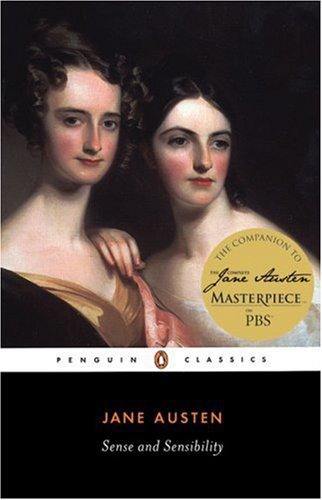 THE COMPANION TO
THE COMPLETE
Jane Austen
MASTERPIECE
ON
PBS
PENGUIN CLASSICS
JANE AUSTEN
Sense and Sensibility